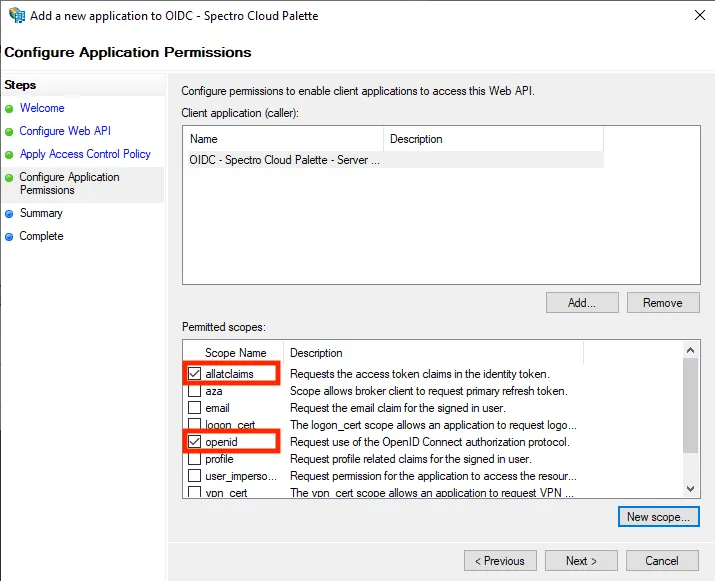 Add a new application to OIDC - Spectro Cloud Palette
Configure Application Permissions
Steps
Welcome
Configure Web API
Apply Access Control Policy
Configure Application
Permissions
Summary
Complete
Configure permissions to enable client applications to access this Web API.
Client application (caller):
Name Description
OIDC - Spectro Cloud Palette - Server ...
Add... Remove
Permitted scopes:
Scope Name Description
allatclaims Requests the access token claims in the identity token.
aza Scope allows broker client to request primary refresh token.
email Request the email claim for the signed in user.
logon_cert The logon_cert scope allows an application to request logo...
openid Request use of the OpenID Connect authorization protocol.
profile Request profile related claims for the signed in user.
user_imperso... Request permission for the application to access the resour...
vpn_cert The vpn_cert scope allows an application to request VPN ...
New scope...
< Previous Next > Cancel